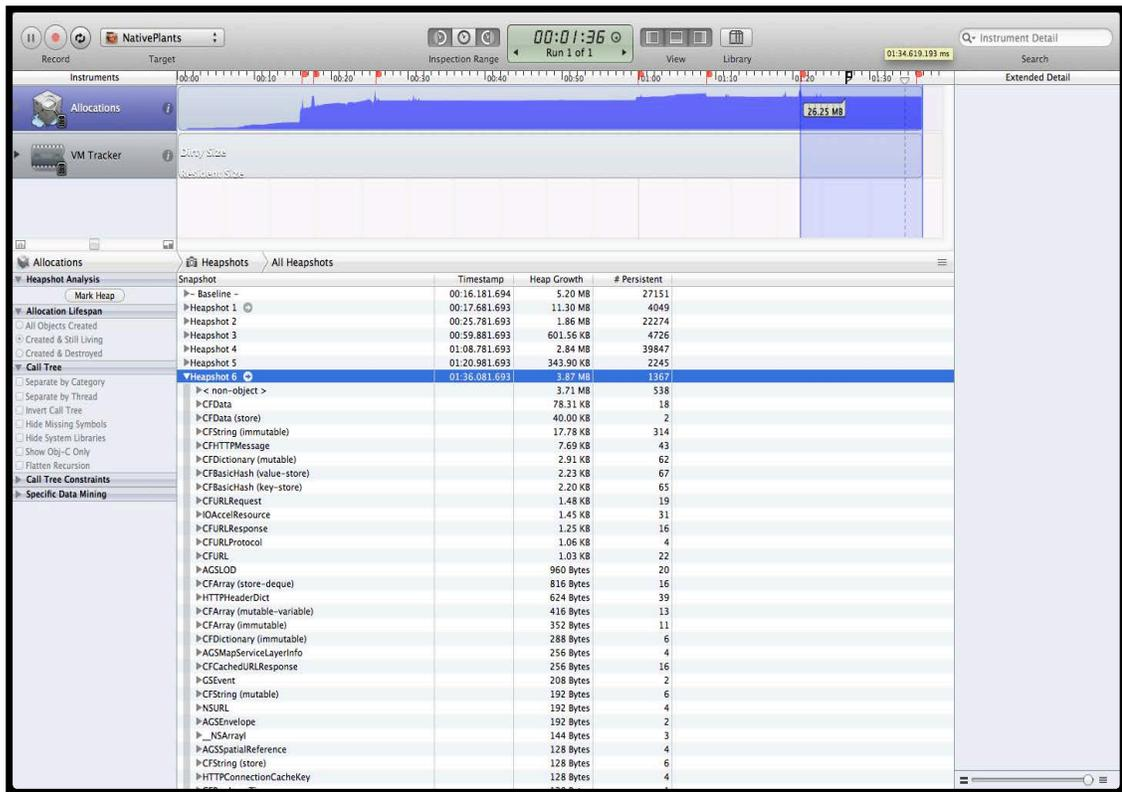 NativePlants
00:01:36
Run 1 of 1
Instrument Detail
01:34.619.193 ms
Record
Target
Inspection Range
View
Library
Search
Instruments
00:00
00:10
00:20
00:30
00:40
00:50
01:00
01:10
01:20
01:30
Extended Detail
Allocations
26.25 MB
VM Tracker
Dirty Size
Resident Size
Allocations
Heapshots
All Heapshots
Heapshot Analysis
Mark Heap
Allocation Lifespan
All Objects Created
Created & Still Living
Created & Destroyed
Call Tree
Separate by Category
Separate by Thread
Invert Call Tree
Hide Missing Symbols
Hide System Libraries
Show Obj-C Only
Flatten Recursion
Call Tree Constraints
Specific Data Mining
Snapshot Timestamp Heap Growth # Persistent
- Baseline - 00:16.181.694 5.20 MB 27151
Heapshot 1 00:17.681.693 11.30 MB 4049
Heapshot 2 00:25.781.693 1.86 MB 22274
Heapshot 3 00:59.881.693 601.56 KB 4726
Heapshot 4 01:08.781.693 2.84 MB 39847
Heapshot 5 01:20.981.693 343.90 KB 2245
Heapshot 6 01:36.081.693 3.87 MB 1367
< non-object > 3.71 MB 538
CFData 78.31 KB 18
CFData (store) 40.00 KB 2
CFString (immutable) 17.78 KB 314
CFHTTPMessage 7.69 KB 43
CFDictionary (mutable) 2.91 KB 62
CFBasicHash (value-store) 2.23 KB 67
CFBasicHash (key-store) 2.20 KB 65
CFURLRequest 1.48 KB 19
IOAccelResource 1.45 KB 31
CFURLResponse 1.25 KB 16
CFURLProtocol 1.06 KB 4
CFURL 1.03 KB 22
AGSLOD 960 Bytes 20
CFArray (store-deque) 816 Bytes 16
HTTPHeaderDict 624 Bytes 39
CFArray (mutable-variable) 416 Bytes 13
CFArray (immutable) 352 Bytes 11
CFDictionary (immutable) 288 Bytes 6
AGSMapServiceLayerInfo 256 Bytes 4
CFCachedURLResponse 256 Bytes 16
GSEvent 208 Bytes 2
CFString (mutable) 192 Bytes 6
NSURL 192 Bytes 4
AGSEnvelope 192 Bytes 2
__NSArrayI 144 Bytes 3
AGSSpatialReference 128 Bytes 4
CFString (store) 128 Bytes 6
HTTPConnectionCacheKey 128 Bytes 4